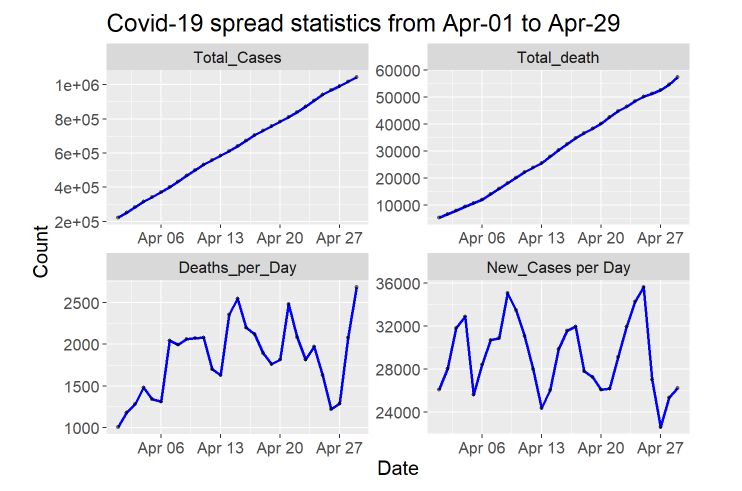 Covid-19 spread statistics from Apr-01 to Apr-29
Total_Cases
1e+06
8e+05
6e+05
4e+05
2e+05
Apr 06 Apr 13 Apr 20 Apr 27
Total_death
60000
50000
40000
30000
20000
10000
Apr 06 Apr 13 Apr 20 Apr 27
Count
Deaths_per_Day
2500
2000
1500
1000
Apr 06 Apr 13 Apr 20 Apr 27
New_Cases per Day
36000
32000
28000
24000
Apr 06 Apr 13 Apr 20 Apr 27
Date